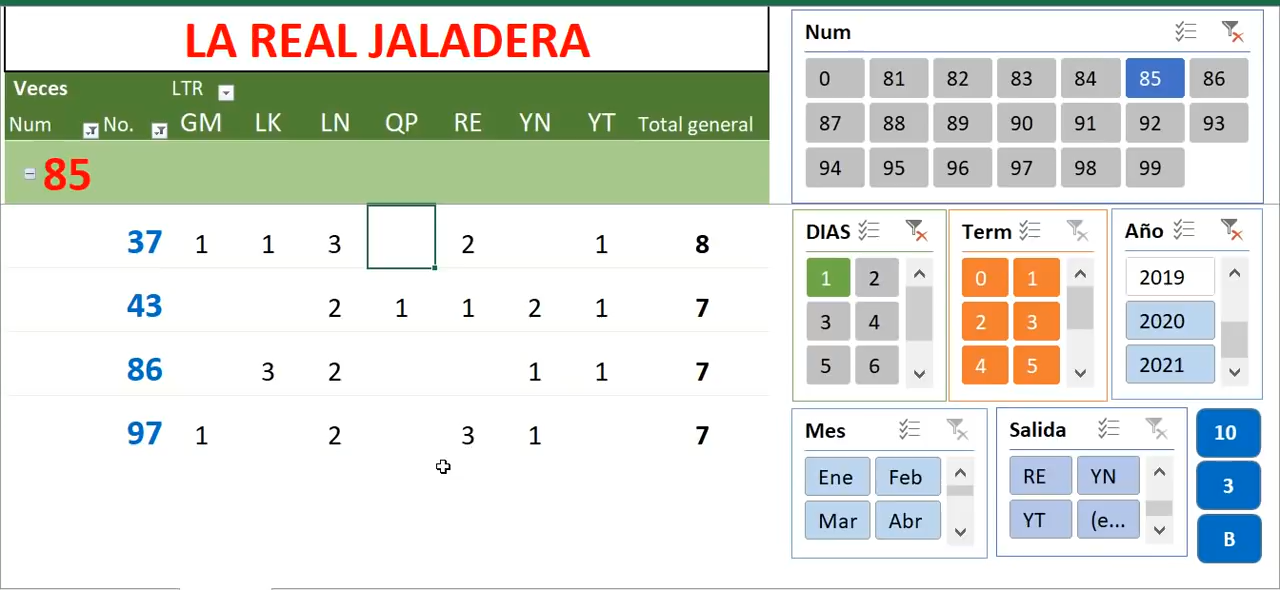 LA REAL JALADERA
Veces LTR
Num No. GM LK LN QP RE YN YT Total general
85
37 1 1 3 2 1 8
43 2 1 1 2 1 7
86 3 2 1 1 7
97 1 2 3 1 7
Num
0 81 82 83 84 85 86
87 88 89 90 91 92 93
94 95 96 97 98 99
DIAS
1 2
3 4
5 6
Term
0 1
2 3
4 5
Año
2019
2020
2021
Mes
Ene Feb
Mar Abr
Salida
RE YN
YT (e...
10
3
B